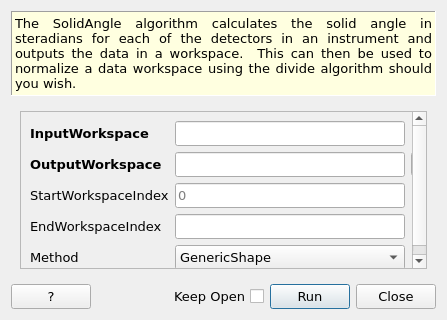 The SolidAngle algorithm calculates the solid angle in
steradians for each of the detectors in an instrument and
outputs the data in a workspace. This can then be used to
normalize a data workspace using the divide algorithm should
you wish.
InputWorkspace
OutputWorkspace
StartWorkspaceIndex 0
EndWorkspaceIndex
Method GenericShape
? Keep Open Run Close